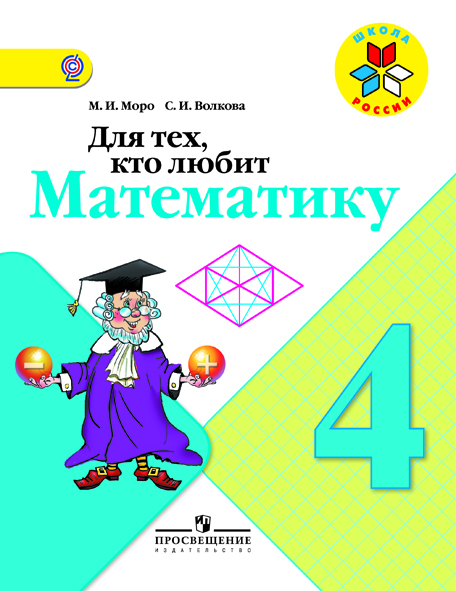 ШКОЛА
РОССИИ
М. И. Моро С. И. Волкова
Для тех,
кто любит
Математику
– +
4
ПРОСВЕЩЕНИЕ
ИЗДАТЕЛЬСТВО